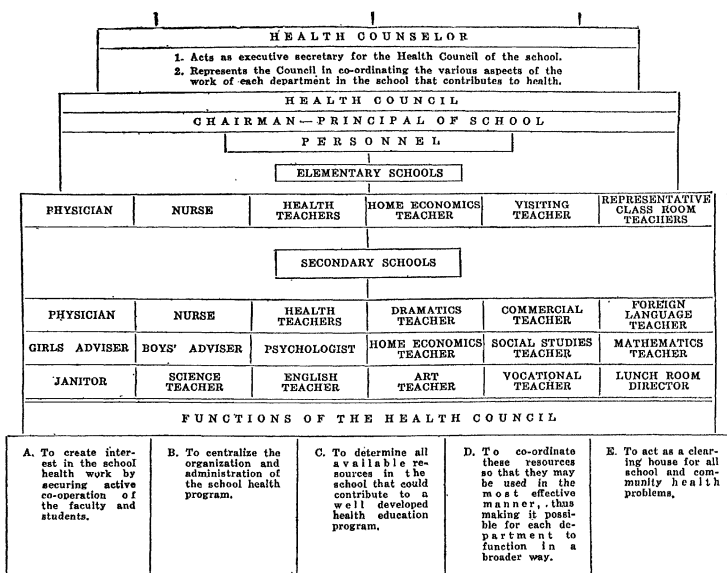 HEALTH COUNSELOR
1. Acts as executive secretary for the Health Council of the school.
2. Represents the Council in co-ordinating the various aspects of the
work of each department in the school that contributes to health.
HEALTH COUNCIL
CHAIRMAN—PRINCIPAL OF SCHOOL
PERSONNEL
ELEMENTARY SCHOOLS
PHYSICIAN
NURSE
HEALTH
TEACHERS
HOME ECONOMICS
TEACHER
VISITING
TEACHER
REPRESENTATIVE
CLASS ROOM
TEACHERS
SECONDARY SCHOOLS
PHYSICIAN
NURSE
HEALTH
TEACHERS
DRAMATICS
TEACHER
COMMERCIAL
TEACHER
FOREIGN
LANGUAGE
TEACHER
GIRLS ADVISER
BOYS' ADVISER
PSYCHOLOGIST
HOME ECONOMICS
TEACHER
SOCIAL STUDIES
TEACHER
MATHEMATICS
TEACHER
JANITOR
SCIENCE
TEACHER
ENGLISH
TEACHER
ART
TEACHER
VOCATIONAL
TEACHER
LUNCH ROOM
DIRECTOR
FUNCTIONS OF THE HEALTH COUNCIL
A. To create inter-
est in the school
health work by
securing active
co-operation of
the faculty and
students.
B. To centralize the
organization and
administration of
the school health
program.
C. To determine all
available re-
sources in the
school that could
contribute to a
well developed
health education
program.
D. To co-ordinate
these resources
so that they may
be used in the
most effective
manner, thus
making it possi-
ble for each de-
partment to
function in a
broader way.
E. To act as a clear-
ing house for all
school and com-
munity health
problems.